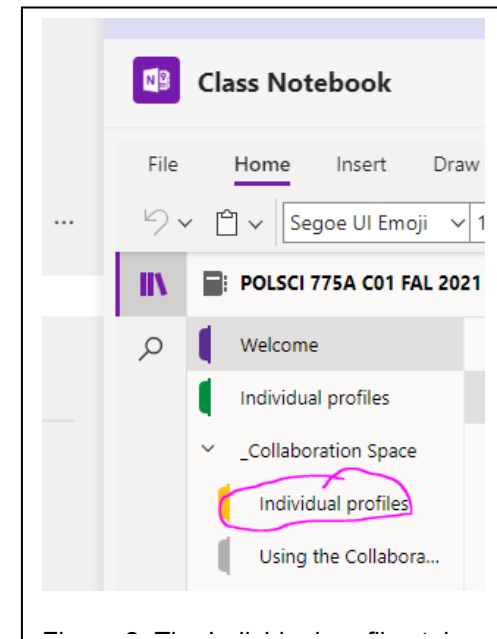 Class Notebook
File Home Insert Draw
Segoe UI Emoji 1
POLSCI 775A C01 FAL 2021
Welcome
Individual profiles
_Collaboration Space
Individual profiles
Using the Collabora...